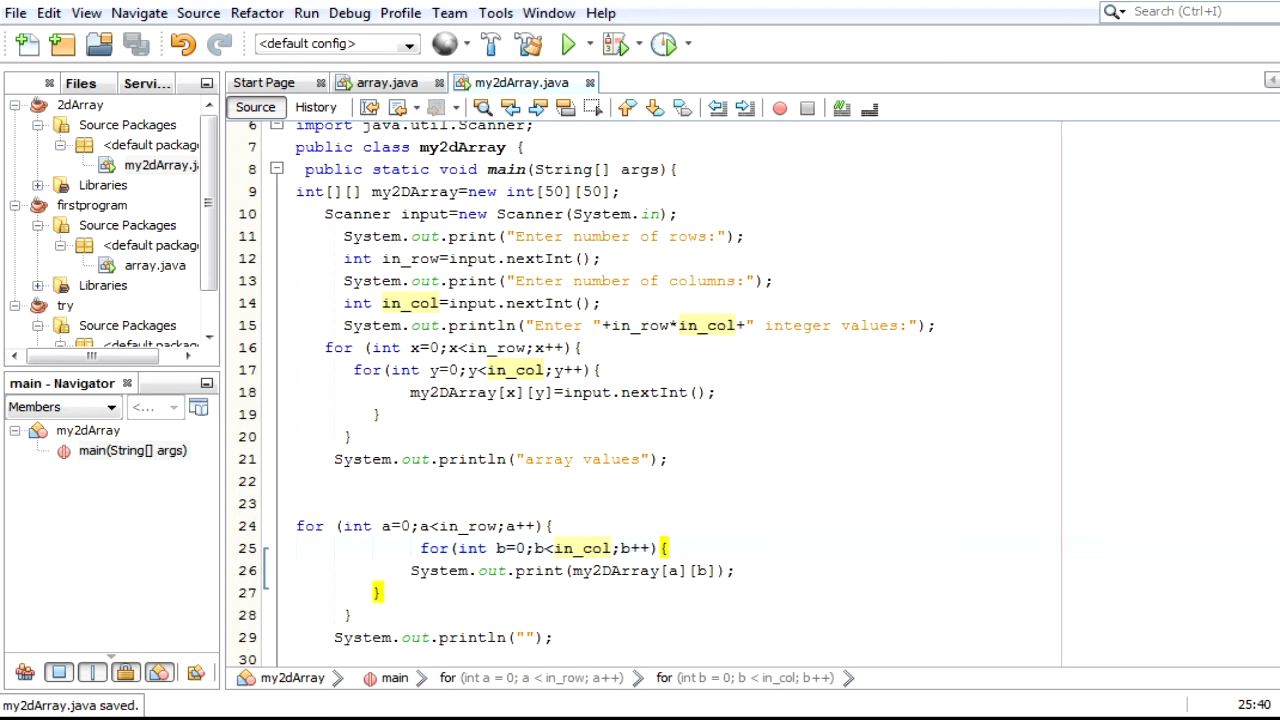 File Edit View Navigate Source Refactor Run Debug Profile Team Tools Window Help
Search (Ctrl+I)
<default config>
Files Servi...
Start Page array.java my2dArray.java
Source History
2dArray
Source Packages
<default packag
my2dArray.j
Libraries
firstprogram
Source Packages
<default packag
array.java
Libraries
try
Source Packages
<default packag
main - Navigator
Members <...
my2dArray
main(String[] args)
6 import java.util.Scanner;
7 public class my2dArray {
8 public static void main(String[] args){
9 int[][] my2DArray=new int[50][50];
10 Scanner input=new Scanner(System.in);
11 System.out.print("Enter number of rows:");
12 int in_row=input.nextInt();
13 System.out.print("Enter number of columns:");
14 int in_col=input.nextInt();
15 System.out.println("Enter "+in_row*in_col+" integer values:");
16 for (int x=0;x<in_row;x++){
17 for(int y=0;y<in_col;y++){
18 my2DArray[x][y]=input.nextInt();
19 }
20 }
21 System.out.println("array values");
22
23
24 for (int a=0;a<in_row;a++){
25 for(int b=0;b<in_col;b++){
26 System.out.print(my2DArray[a][b]);
27 }
28 }
29 System.out.println("");
30
my2dArray main for (int a = 0; a < in_row; a++) for (int b = 0; b < in_col; b++)
my2dArray.java saved.
25:40